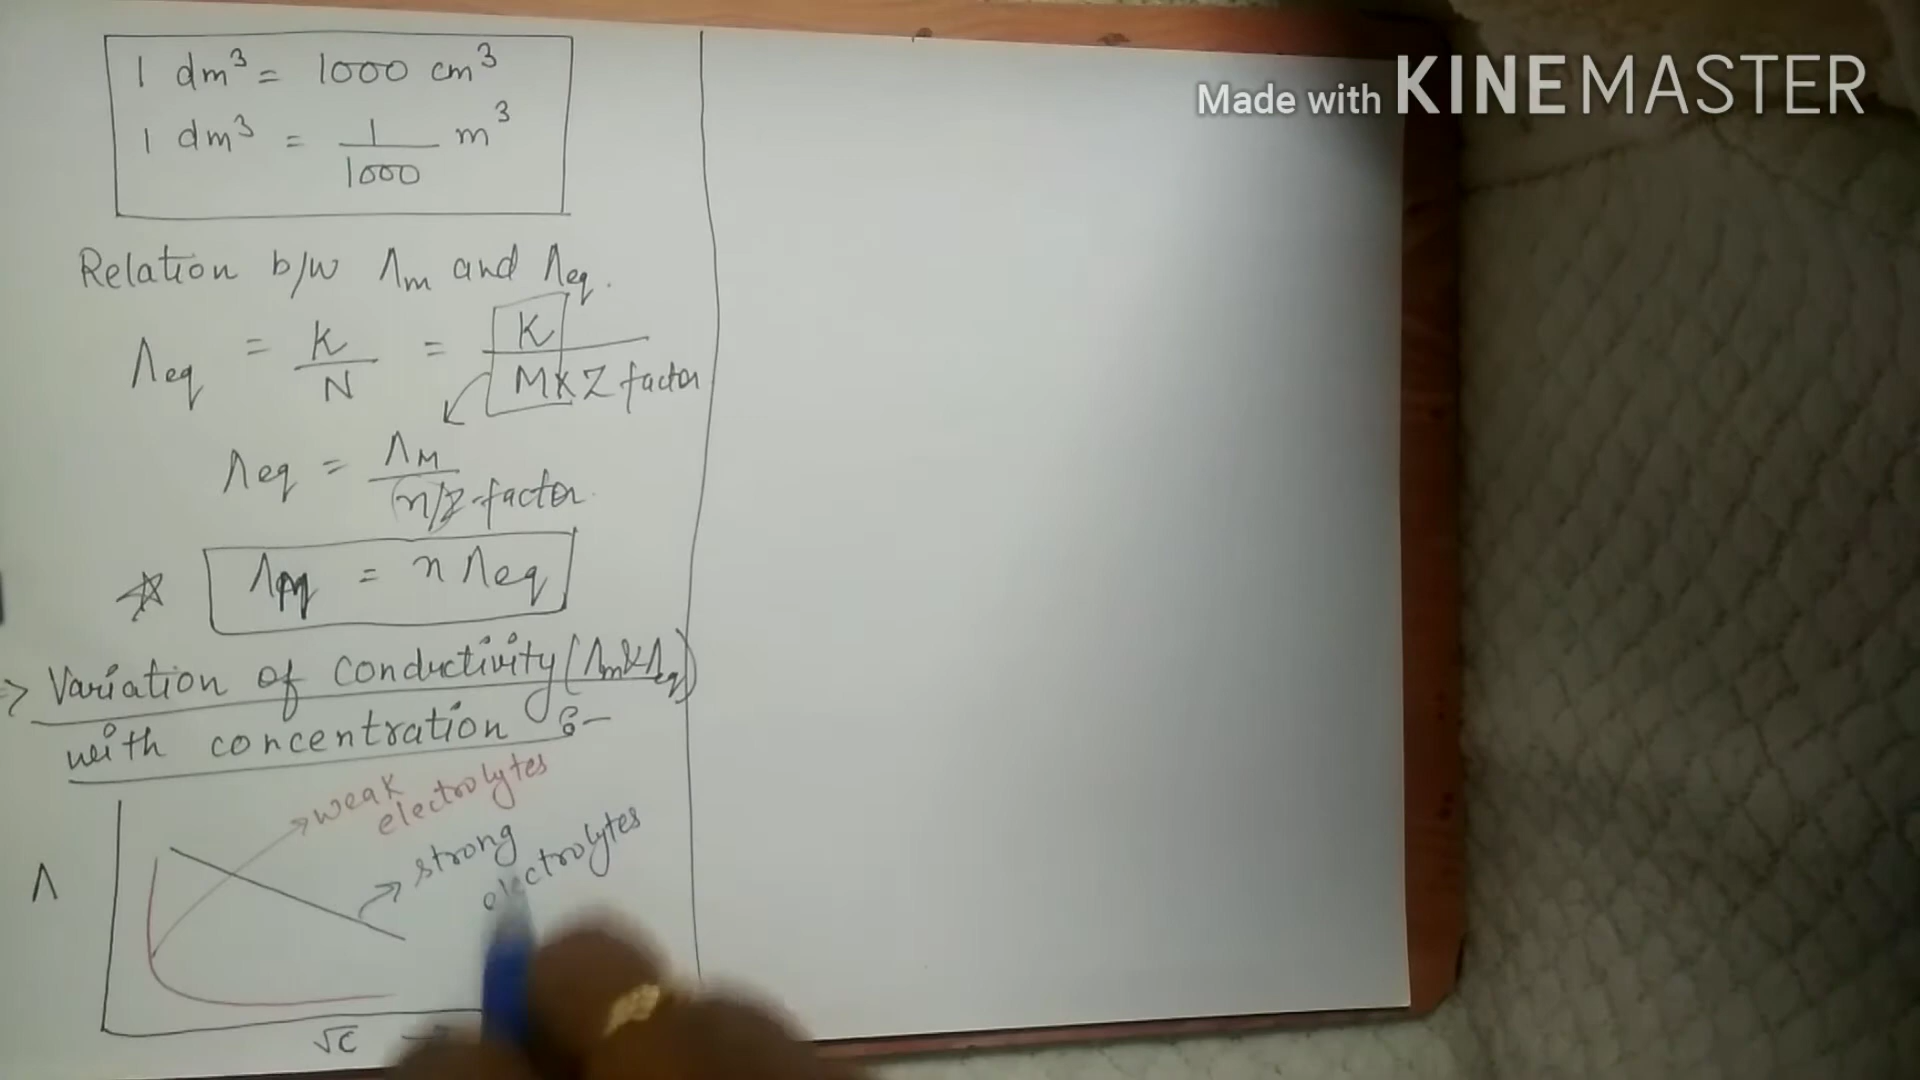 1 dm³ = 1000 cm³
1 dm³ = 1/1000 m³
Relation b/w Λm and Λeq.
Λeq = K/N = K/(M×Z factor)
Λeq = ΛM/(n/z-factor)
Λm = n Λeq
=> Variation of conductivity (Λm & Λeq)
with concentration :-
weak electrolytes
strong electrolytes
Λ
√c
Made with KINEMASTER